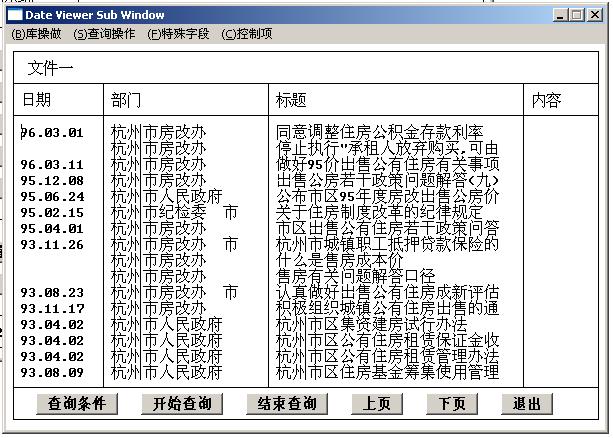 Date Viewer Sub Window
(B)库操做 (S)查询操作 (F)特殊字段 (C)控制项
文件一
日期 部门 标题 内容
96.03.01 杭州市房改办 同意调整住房公积金存款利率
杭州市房改办 停止执行"承租人放弃购买,可由
96.03.11 杭州市房改办 做好95价出售公有住房有关事项
95.12.08 杭州市房改办 出售公房若干政策问题解答(九)
95.06.24 杭州市人民政府 公布市区95年度房改出售公房价
95.02.15 杭州市纪检委 市 关于住房制度改革的纪律规定
95.04.01 杭州市房改办 市区出售公有住房若干政策问答
93.11.26 杭州市房改办 市 杭州市城镇职工抵押贷款保险的
杭州市房改办 什么是售房成本价
杭州市房改办 售房有关问题解答口径
93.08.23 杭州市房改办 市 认真做好出售公有住房成新评估
93.11.17 杭州市房改办 积极组织城镇公有住房出售的通
93.04.02 杭州市人民政府 杭州市区集资建房试行办法
93.04.02 杭州市人民政府 杭州市区公有住房租赁保证金收
93.04.02 杭州市人民政府 杭州市区公有住房租赁管理办法
93.08.09 杭州市人民政府 杭州市区住房基金筹集使用管理
查询条件 开始查询 结束查询 上页 下页 退出